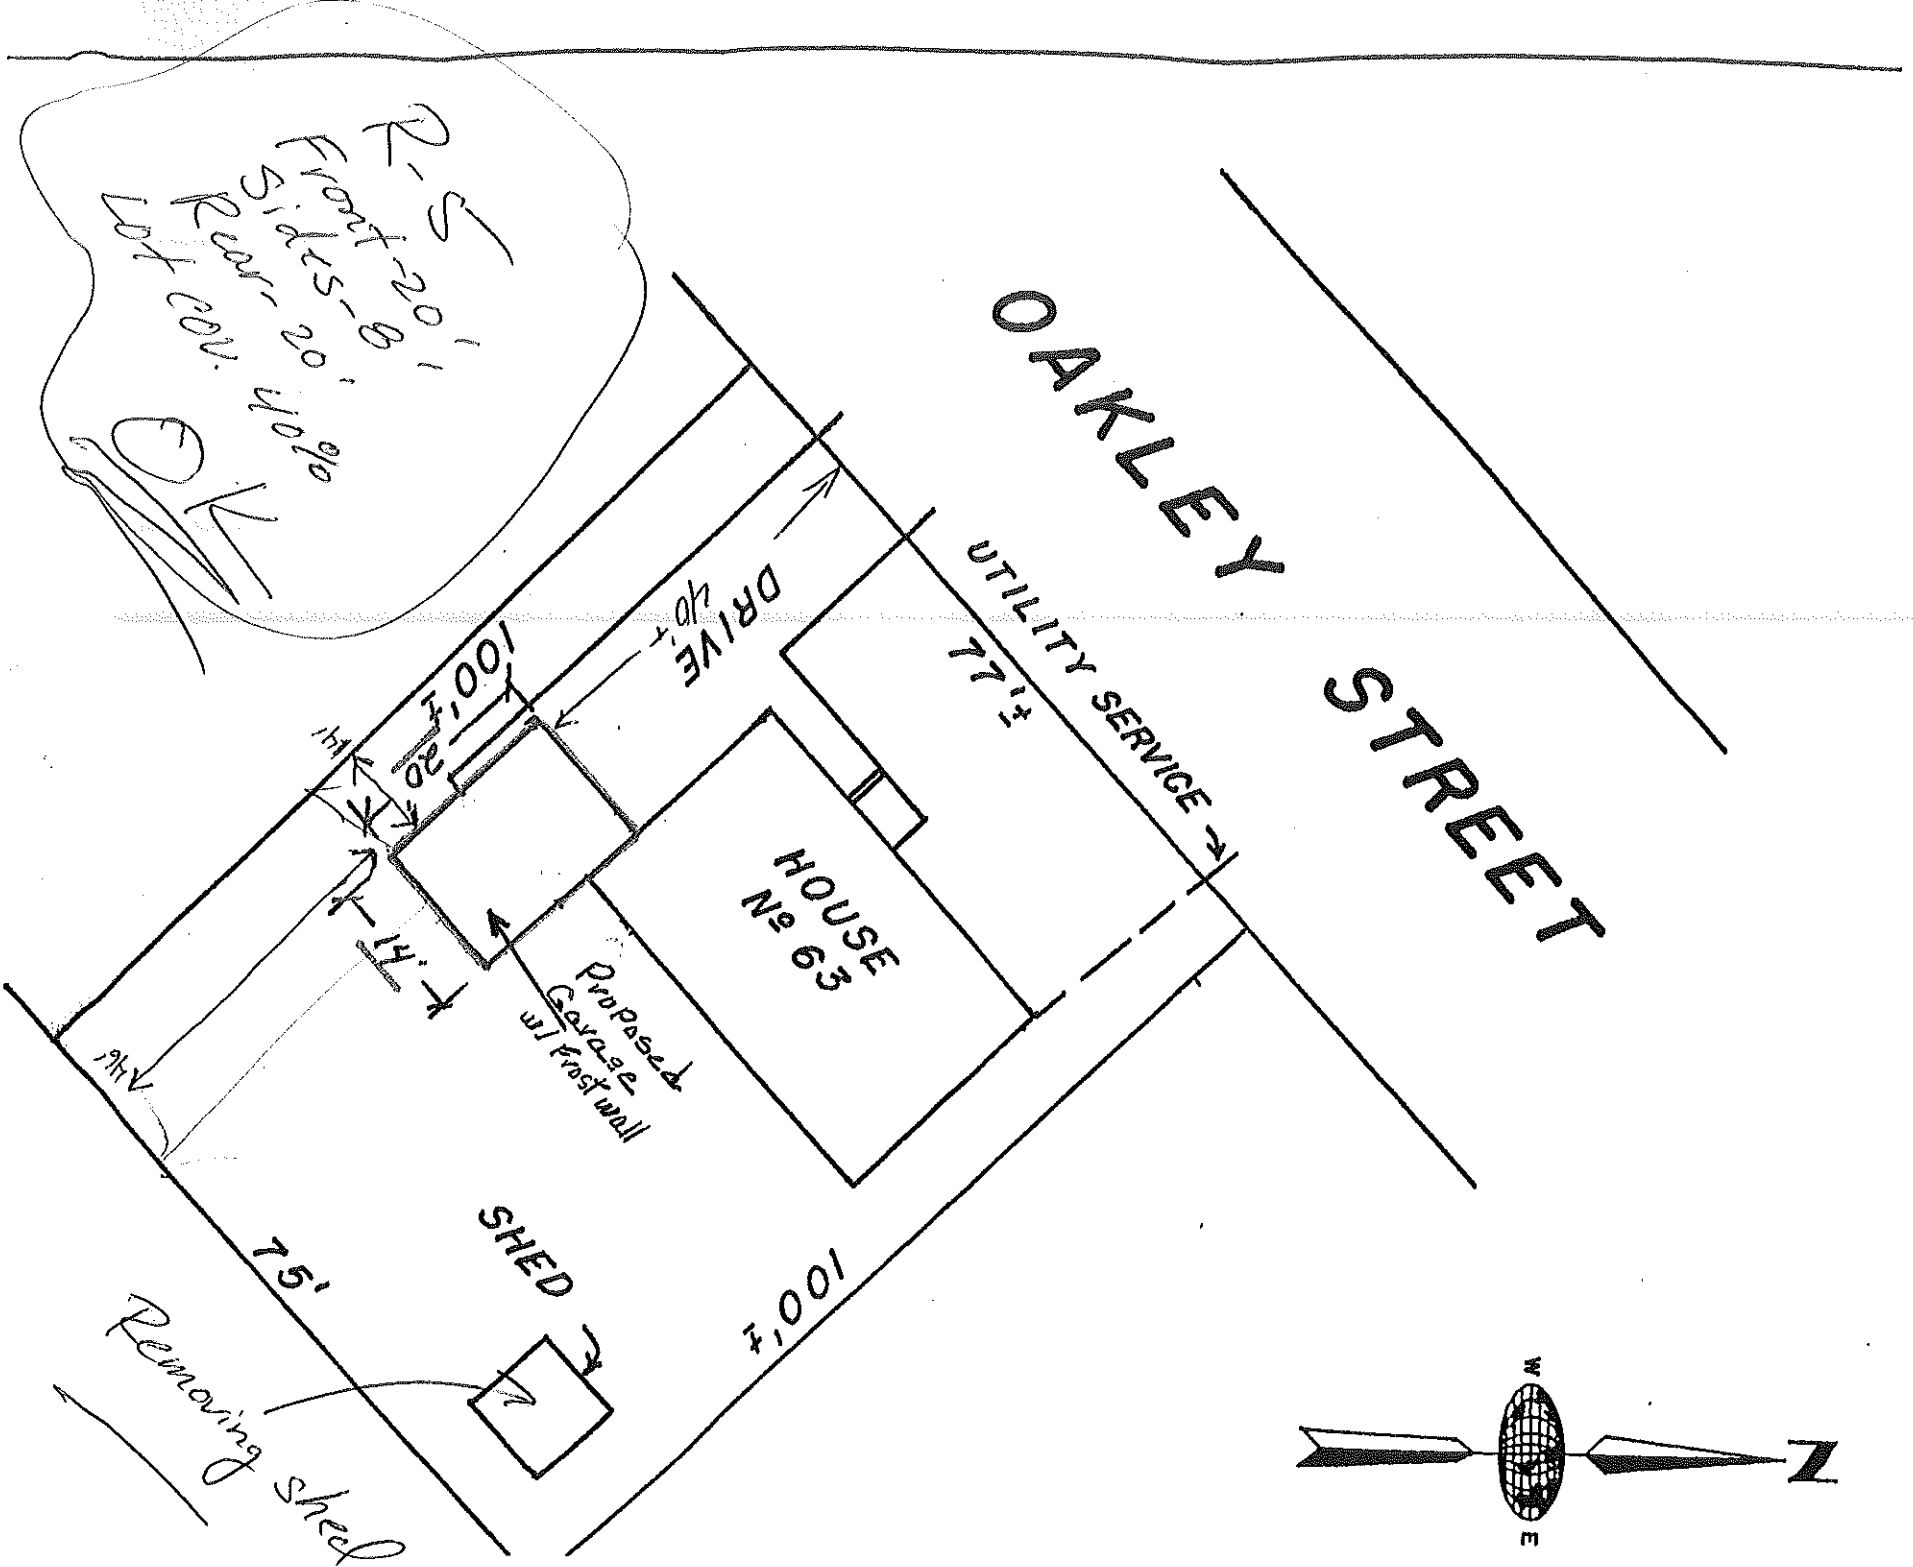 R-5
Front-20'
Sides-8'
Rear-20'
Lot cov. 40%
OK
OAKLEY STREET
UTILITY SERVICE
77'±
DRIVE
40'±
100'±
20'
14'
14'
46'
HOUSE
No 63
Proposed
Garage
w/ Frost wall
SHED
75'
100'±
Removing shed
W
E
N